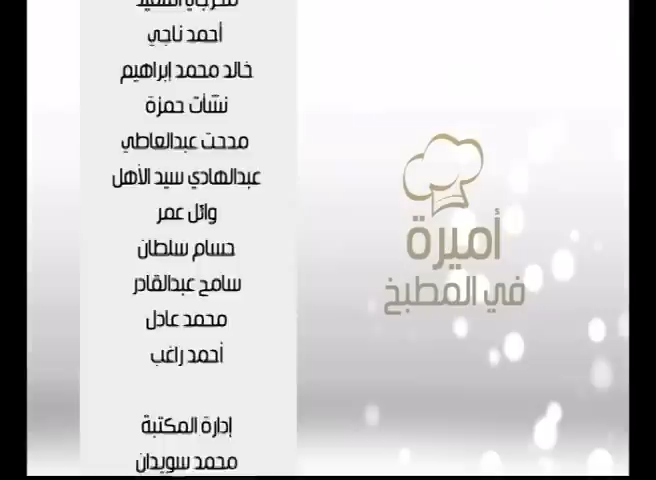 أحمد ناجي
خالد محمد إبراهيم
نشأت حمزة
مدحت عبدالعاطي
عبدالهادي سيد الأهل
وائل عمر
حسام سلطان
سامح عبدالقادر
محمد عادل
أحمد راغب
إدارة المكتبة
محمد سويدان
أميرة
في المطبخ